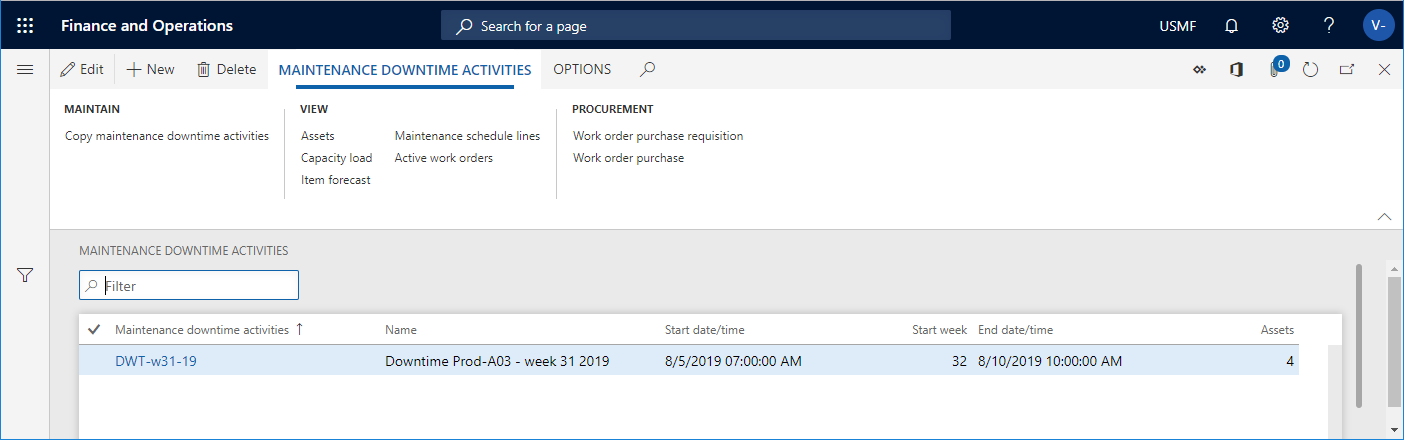 Finance and Operations
Search for a page
USMF
?
V-
Edit
New
Delete
MAINTENANCE DOWNTIME ACTIVITIES
OPTIONS
0
MAINTAIN
Copy maintenance downtime activities
VIEW
Assets
Capacity load
Item forecast
Maintenance schedule lines
Active work orders
PROCUREMENT
Work order purchase requisition
Work order purchase
MAINTENANCE DOWNTIME ACTIVITIES
Filter
Maintenance downtime activities ↑ Name Start date/time Start week End date/time Assets
DWT-w31-19 Downtime Prod-A03 - week 31 2019 8/5/2019 07:00:00 AM 32 8/10/2019 10:00:00 AM 4